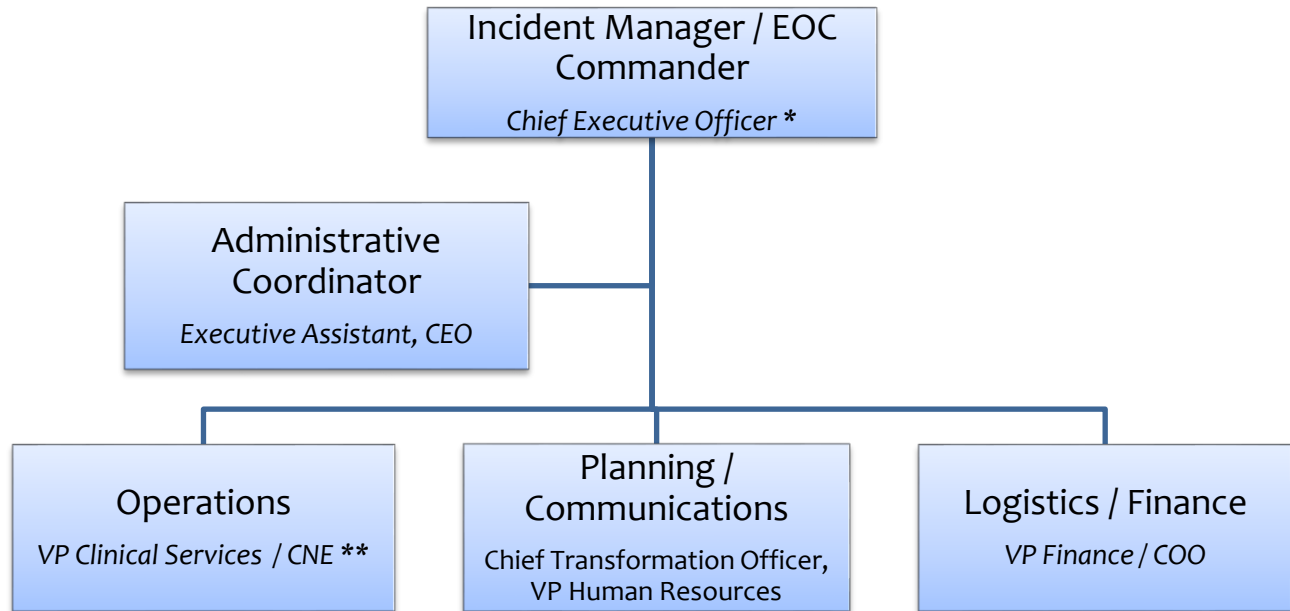 Incident Manager / EOC
Commander
Chief Executive Officer *
Administrative
Coordinator
Executive Assistant, CEO
Operations
VP Clinical Services / CNE **
Planning /
Communications
Chief Transformation Officer,
VP Human Resources
Logistics / Finance
VP Finance / COO